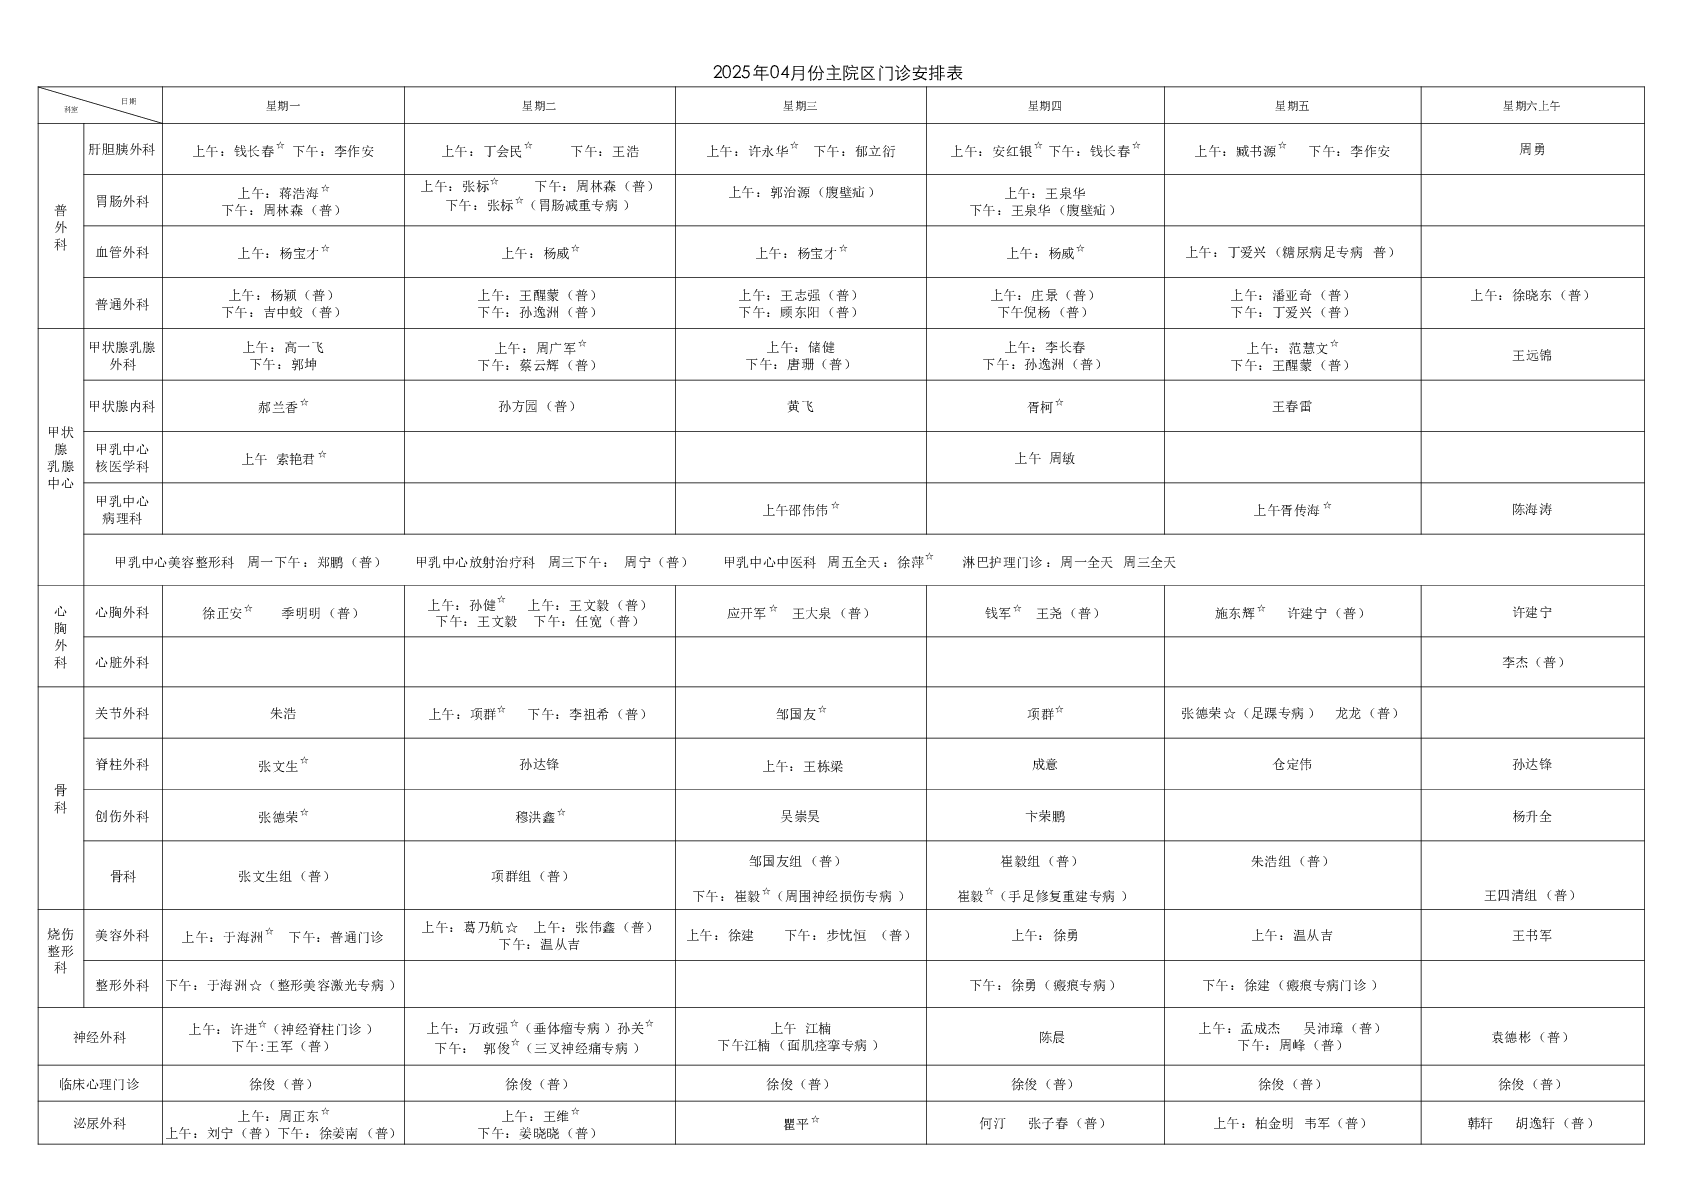 2025年04月份主院区门诊安排表
日期
科室
星期一 星期二 星期三 星期四 星期五 星期六上午
普外科
肝胆胰外科 上午：钱长春☆ 下午：李作安 上午：丁会民☆ 下午：王浩 上午：许永华☆ 下午：郁立衍 上午：安红银☆ 下午：钱长春☆ 上午：臧书源☆ 下午：李作安 周勇
胃肠外科 上午：蒋浩海☆ 下午：周林森（普） 上午：张标☆ 下午：周林森（普） 下午：张标☆（胃肠减重专病） 上午：郭治源（腹壁疝） 上午：王泉华 下午：王泉华（腹壁疝）
血管外科 上午：杨宝才☆ 上午：杨威☆ 上午：杨宝才☆ 上午：杨威☆ 上午：丁爱兴（糖尿病足专病 普）
普通外科 上午：杨颖（普） 下午：吉中蛟（普） 上午：王醒蒙（普） 下午：孙逸洲（普） 上午：王志强（普） 下午：顾东阳（普） 上午：庄景（普） 下午倪杨（普） 上午：潘亚奇（普） 下午：丁爱兴（普） 上午：徐晓东（普）
甲状腺乳腺中心
甲状腺乳腺外科 上午：高一飞 下午：郭坤 上午：周广军☆ 下午：蔡云辉（普） 上午：储健 下午：唐珊（普） 上午：李长春 下午：孙逸洲（普） 上午：范慧文☆ 下午：王醒蒙（普） 王远锦
甲状腺内科 郝兰香☆ 孙方园（普） 黄飞 胥柯☆ 王春雷
甲乳中心核医学科 上午 索艳君☆ 上午 周敏
甲乳中心病理科 上午邵伟伟☆ 上午胥传海☆ 陈海涛
甲乳中心美容整形科 周一下午：郑鹏（普） 甲乳中心放射治疗科 周三下午： 周宁（普） 甲乳中心中医科 周五全天：徐萍☆ 淋巴护理门诊：周一全天 周三全天
心胸外科
心胸外科 徐正安☆ 季明明（普） 上午：孙健☆ 上午：王文毅（普） 下午：王文毅 下午：任宽（普） 应开军☆ 王大泉（普） 钱军☆ 王尧（普） 施东辉☆ 许建宁（普） 许建宁
心脏外科 李杰（普）
骨科
关节外科 朱浩 上午：项群☆ 下午：李祖希（普） 邹国友☆ 项群☆ 张德荣☆（足踝专病） 龙龙（普）
脊柱外科 张文生☆ 孙达锋 上午：王栋梁 成意 仓定伟 孙达锋
创伤外科 张德荣☆ 穆洪鑫☆ 吴崇昊 卞荣鹏 杨升全
骨科 张文生组（普） 项群组（普） 邹国友组（普） 下午：崔毅☆（周围神经损伤专病） 崔毅组（普） 崔毅☆（手足修复重建专病） 朱浩组（普） 王四清组（普）
烧伤整形科
美容外科 上午：于海洲☆ 下午：普通门诊 上午：葛乃航☆ 上午：张伟鑫（普） 下午：温从吉 上午：徐建 下午：步忱恒 （普） 上午：徐勇 上午：温从吉 王书军
整形外科 下午：于海洲☆（整形美容激光专病） 下午：徐勇（瘢痕专病） 下午：徐建（瘢痕专病门诊）
神经外科 上午：许进☆（神经脊柱门诊） 下午:王军（普） 上午：万政强☆（垂体瘤专病）孙关☆ 下午： 郭俊☆（三叉神经痛专病） 上午 江楠 下午江楠（面肌痉挛专病） 陈晨 上午：孟成杰 吴沛璋（普） 下午：周峰（普） 袁德彬（普）
临床心理门诊 徐俊（普） 徐俊（普） 徐俊（普） 徐俊（普） 徐俊（普） 徐俊（普）
泌尿外科 上午：周正东☆ 上午：刘宁（普）下午：徐姜南（普） 上午：王维☆ 下午：姜晓晓（普） 瞿平☆ 何汀 张子春（普） 上午：柏金明 韦军（普） 韩轩 胡逸轩（普）